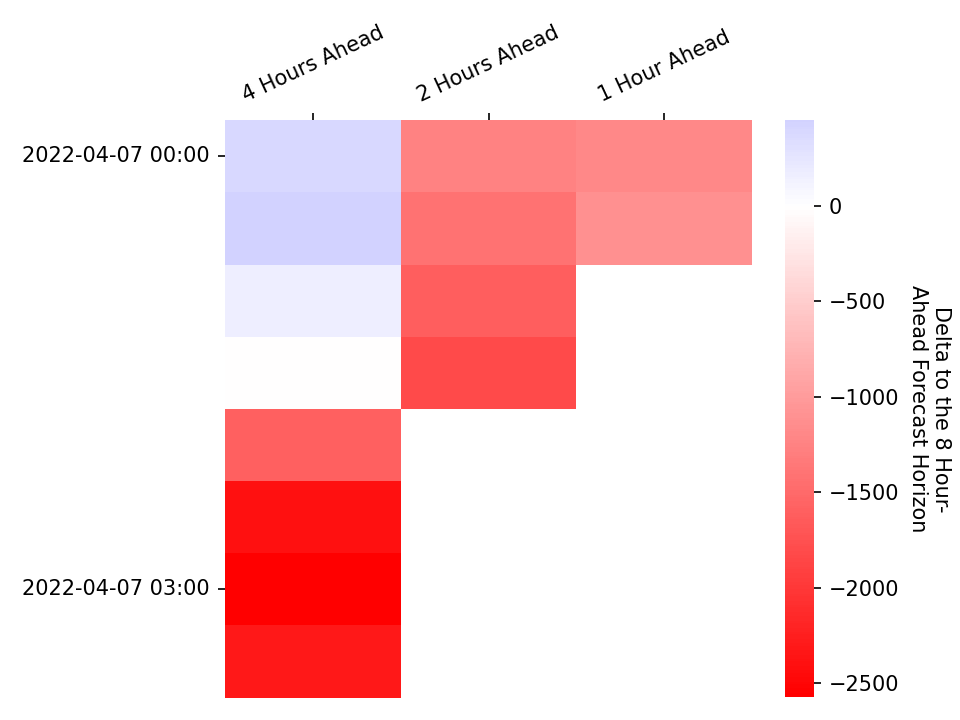 4 Hours Ahead
2 Hours Ahead
1 Hour Ahead
2022-04-07 00:00
2022-04-07 03:00
0
−500
−1000
−1500
−2000
−2500
Delta to the 8 Hour-
Ahead Forecast Horizon